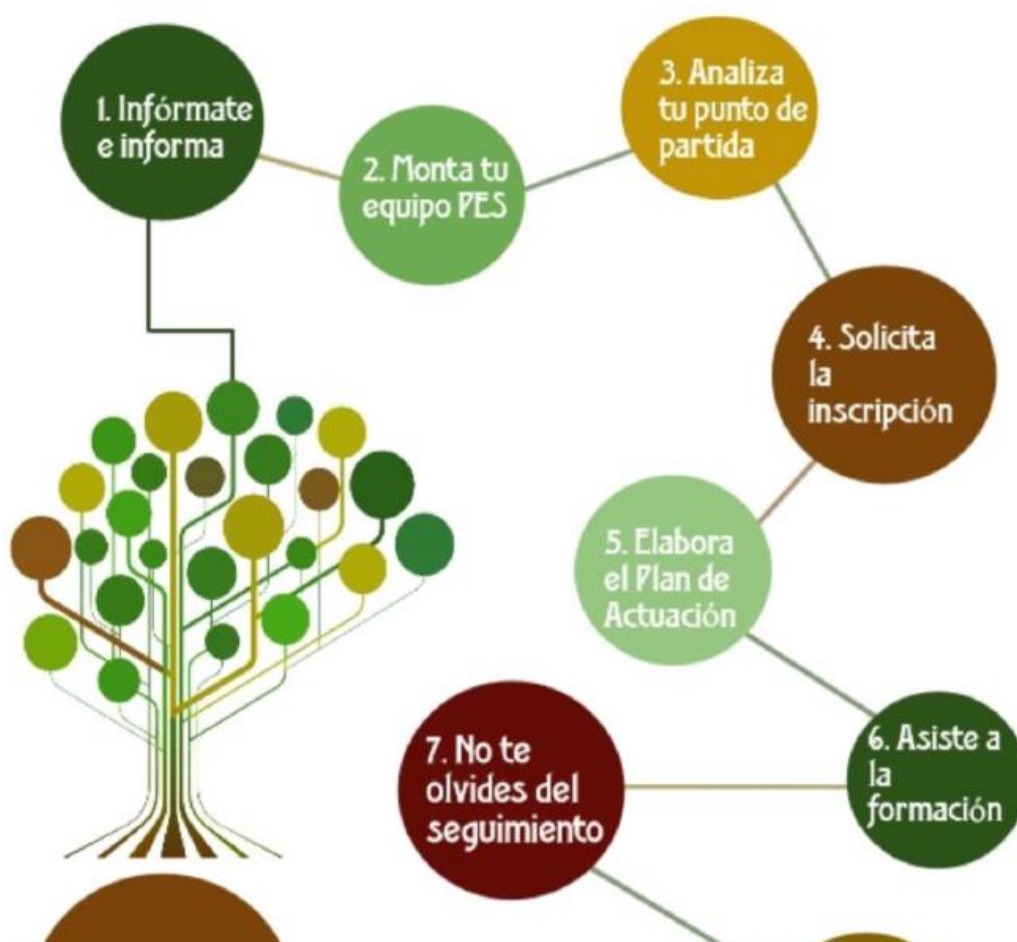 1. Infórmate
e informa
2. Monta tu
equipo PES
3. Analiza
tu punto de
partida
4. Solicita
la
inscripción
5. Elabora
el Plan de
Actuación
6. Asiste a
la
formación
7. No te
olvides del
seguimiento